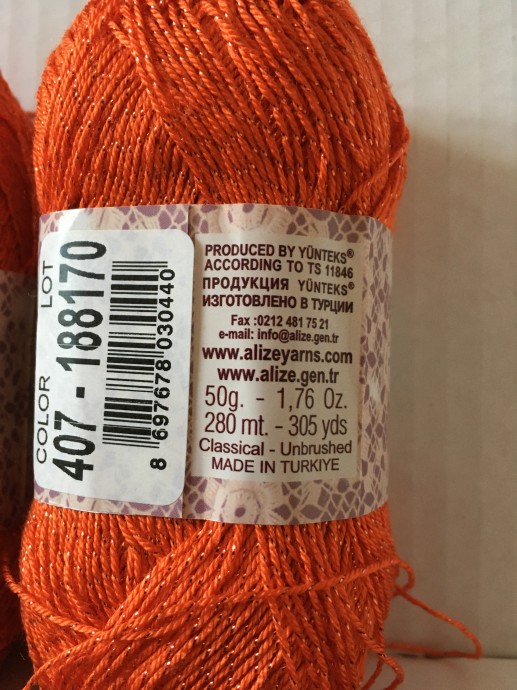 COLOR LOT
407 - 188170
8 697678 030440
PRODUCED BY YÜNTEKS®
ACCORDING TO TS 11846
ПРОДУКЦИЯ YÜNTEKS®
ИЗГОТОВЛЕНО В ТУРЦИИ
Fax :0212 481 75 21
e-mail: info@alize.gen.tr
www.alizeyarns.com
www.alize.gen.tr
50g. - 1,76 Oz.
280 mt. - 305 yds
Classical - Unbrushed
MADE IN TURKIYE